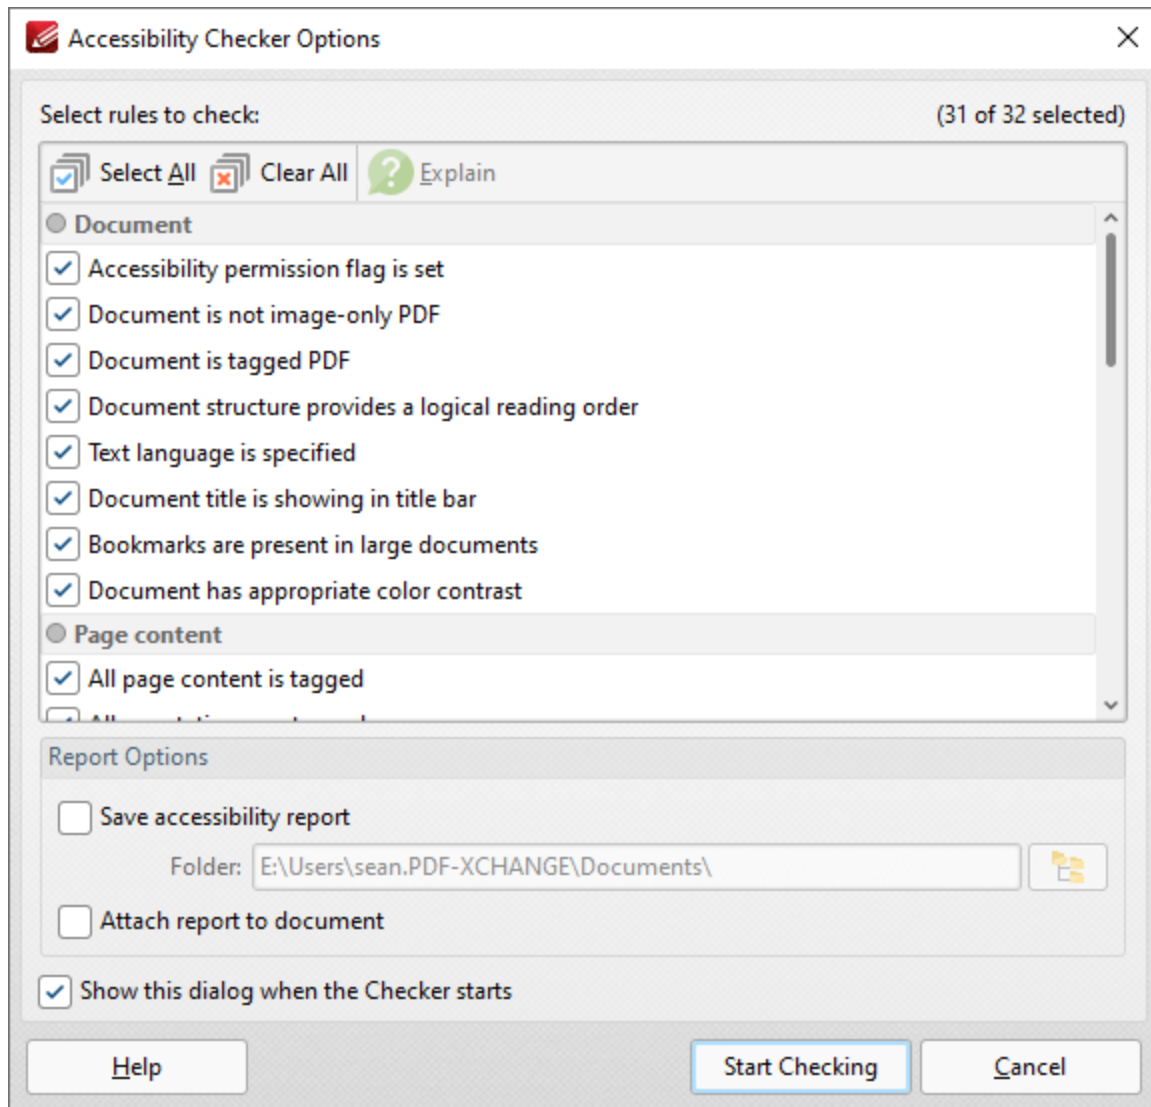 Accessibility Checker Options
Select rules to check: (31 of 32 selected)
Select All Clear All Explain
Document
Accessibility permission flag is set
Document is not image-only PDF
Document is tagged PDF
Document structure provides a logical reading order
Text language is specified
Document title is showing in title bar
Bookmarks are present in large documents
Document has appropriate color contrast
Page content
All page content is tagged
Report Options
Save accessibility report
Folder: E:\Users\sean.PDF-XCHANGE\Documents\
Attach report to document
Show this dialog when the Checker starts
Help Start Checking Cancel